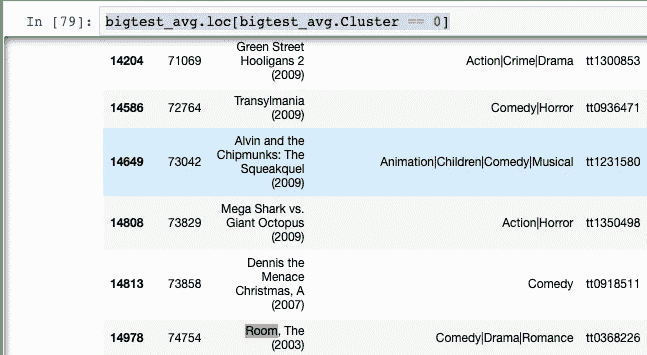 In [79]: bigtest_avg.loc[bigtest_avg.Cluster == 0]
Green Street
14204 71069 Hooligans 2 Action|Crime|Drama tt1300853
(2009)
14586 72764 Transylmania Comedy|Horror tt0936471
(2009)
Alvin and the
14649 73042 Chipmunks: The Animation|Children|Comedy|Musical tt1231580
Squeakquel
(2009)
Mega Shark vs.
14808 73829 Giant Octopus Action|Horror tt1350498
(2009)
Dennis the
14813 73858 Menace Comedy tt0918511
Christmas, A
(2007)
14978 74754 Room, The Comedy|Drama|Romance tt0368226
(2003)